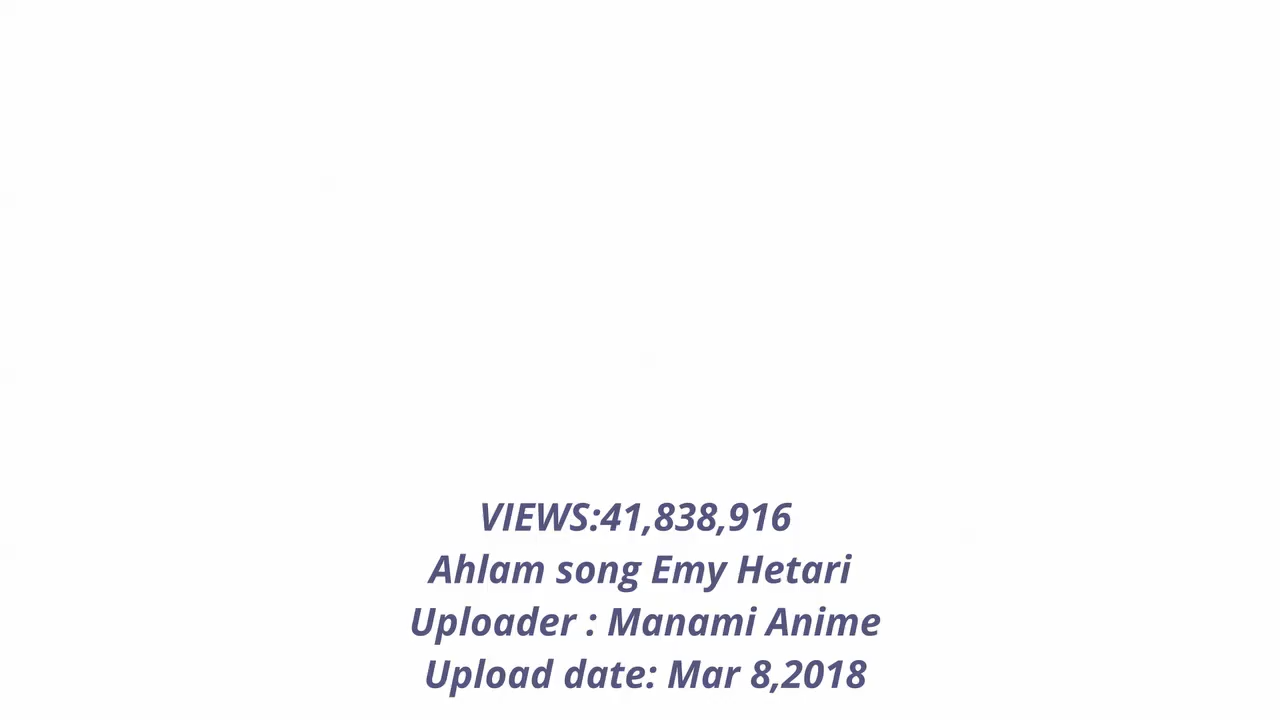 VIEWS:41,838,916
Ahlam song Emy Hetari
Uploader : Manami Anime
Upload date: Mar 8,2018